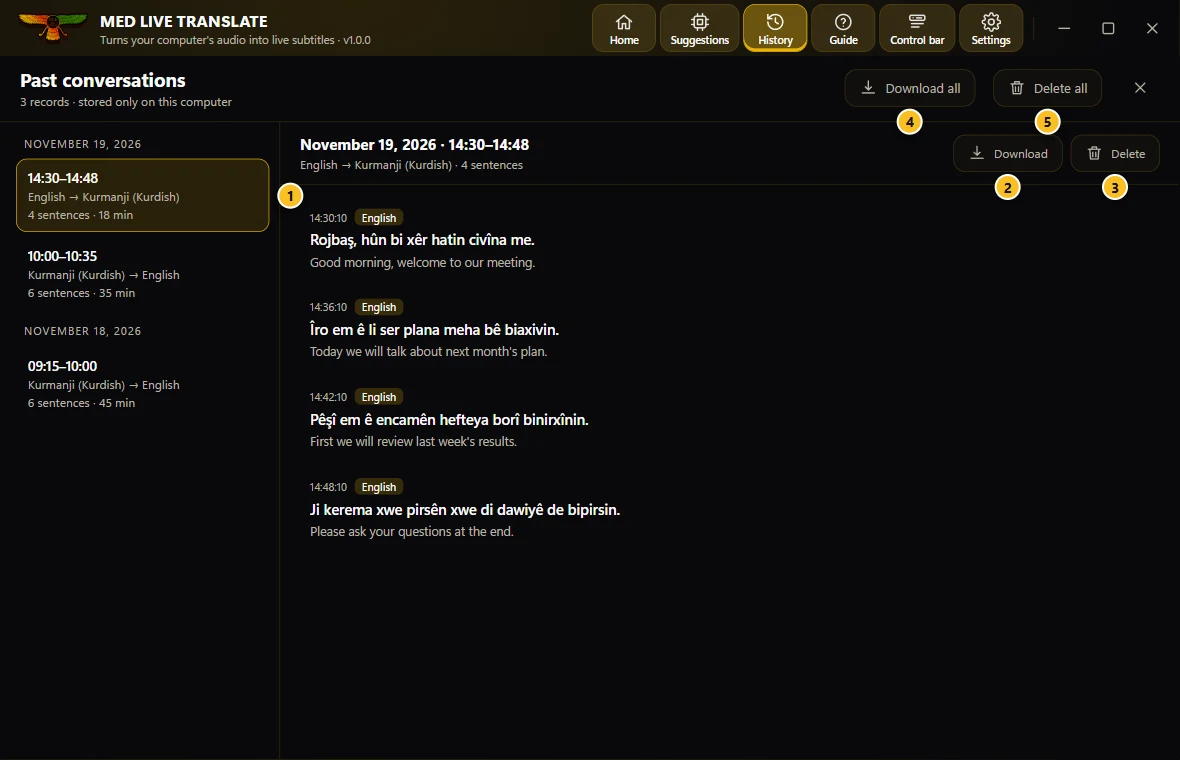 MED LIVE TRANSLATE
Turns your computer's audio into live subtitles · v1.0.0
Home
Suggestions
History
Guide
Control bar
Settings
Past conversations
3 records · stored only on this computer
Download all
Delete all
4
5
NOVEMBER 19, 2026
14:30–14:48
English → Kurmanji (Kurdish)
4 sentences · 18 min
1
10:00–10:35
Kurmanji (Kurdish) → English
6 sentences · 35 min
NOVEMBER 18, 2026
09:15–10:00
Kurmanji (Kurdish) → English
6 sentences · 45 min
November 19, 2026 · 14:30–14:48
English → Kurmanji (Kurdish) · 4 sentences
Download
Delete
2
3
14:30:10 English
Rojbaş, hûn bi xêr hatin civîna me.
Good morning, welcome to our meeting.
14:36:10 English
Îro em ê li ser plana meha bê biaxivin.
Today we will talk about next month's plan.
14:42:10 English
Pêşî em ê encamên hefteya borî binirxînin.
First we will review last week's results.
14:48:10 English
Ji kerema xwe pirsên xwe di dawiyê de bipirsin.
Please ask your questions at the end.